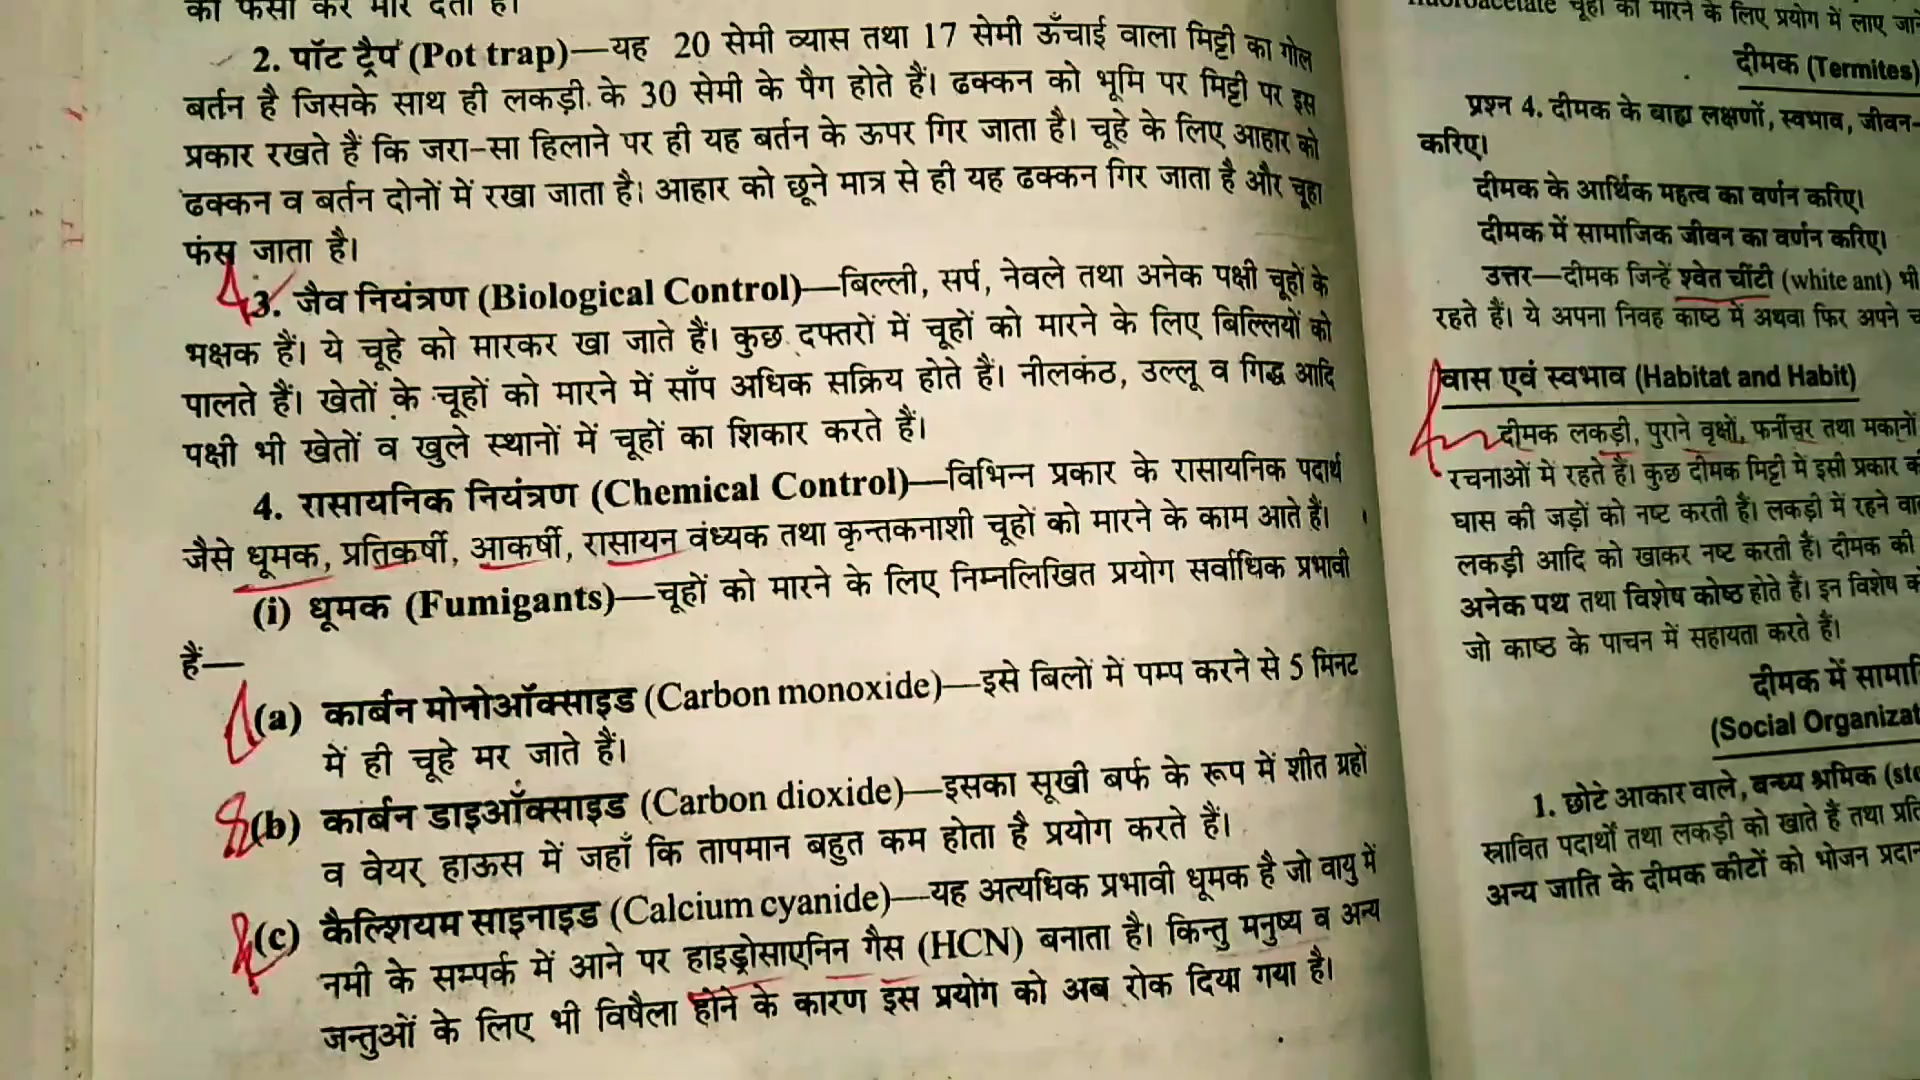 को फंसा कर मार देता है।
2. पॉट ट्रैप (Pot trap)—यह 20 सेमी व्यास तथा 17 सेमी ऊँचाई वाला मिट्टी का गोल
बर्तन है जिसके साथ ही लकड़ी के 30 सेमी के पैग होते हैं। ढक्कन को भूमि पर मिट्टी पर इस
प्रकार रखते हैं कि जरा-सा हिलाने पर ही यह बर्तन के ऊपर गिर जाता है। चूहे के लिए आहार को
ढक्कन व बर्तन दोनों में रखा जाता है। आहार को छूने मात्र से ही यह ढक्कन गिर जाता है और चूहा
फंस जाता है।
3. जैव नियंत्रण (Biological Control)—बिल्ली, सर्प, नेवले तथा अनेक पक्षी चूहों के
भक्षक हैं। ये चूहे को मारकर खा जाते हैं। कुछ दफ्तरों में चूहों को मारने के लिए बिल्लियों को
पालते हैं। खेतों के चूहों को मारने में साँप अधिक सक्रिय होते हैं। नीलकंठ, उल्लू व गिद्ध आदि
पक्षी भी खेतों व खुले स्थानों में चूहों का शिकार करते हैं।
4. रासायनिक नियंत्रण (Chemical Control)—विभिन्न प्रकार के रासायनिक पदार्थ
जैसे धूमक, प्रतिकर्षी, आकर्षी, रासायन वंध्यक तथा कृन्तकनाशी चूहों को मारने के काम आते हैं।
(i) धूमक (Fumigants)—चूहों को मारने के लिए निम्नलिखित प्रयोग सर्वाधिक प्रभावी
हैं—
(a) कार्बन मोनोऑक्साइड (Carbon monoxide)—इसे बिलों में पम्प करने से 5 मिनट
में ही चूहे मर जाते हैं।
(b) कार्बन डाइऑक्साइड (Carbon dioxide)—इसका सूखी बर्फ के रूप में शीत ग्रहों
व वेयर हाऊस में जहाँ कि तापमान बहुत कम होता है प्रयोग करते हैं।
(c) कैल्शियम साइनाइड (Calcium cyanide)—यह अत्यधिक प्रभावी धूमक है जो वायु में
नमी के सम्पर्क में आने पर हाइड्रोसाएनिन गैस (HCN) बनाता है। किन्तु मनुष्य व अन्य
जन्तुओं के लिए भी विषैला होने के कारण इस प्रयोग को अब रोक दिया गया है।
चूहों को मारने के लिए प्रयोग में लाए
दीमक (Termites)
प्रश्न 4. दीमक के बाह्य लक्षणों, स्वभाव, जीवन-
करिए।
दीमक के आर्थिक महत्व का वर्णन करिए।
दीमक में सामाजिक जीवन का वर्णन करिए।
उत्तर—दीमक जिन्हें श्वेत चींटी (white ant) भी
रहते हैं। ये अपना निवह काष्ठ में अथवा फिर अपने
वास एवं स्वभाव (Habitat and Habit)
दीमक लकड़ी, पुराने वृक्षों, फर्नीचर तथा मकानों
रचनाओं में रहते हैं। कुछ दीमक मिट्टी में इसी प्रकार
घास की जड़ों को नष्ट करती हैं। लकड़ी में रहने
लकड़ी आदि को खाकर नष्ट करती हैं। दीमक की
अनेक पथ तथा विशेष कोष्ठ होते हैं। इन विशेष
जो काष्ठ के पाचन में सहायता करते हैं।
दीमक में
(Social
1. छोटे आकार वाले, बन्ध्य श्रमिक
स्रावित पदार्थों तथा लकड़ी को खाते हैं तथा
अन्य जाति के दीमक कीटों को भोजन